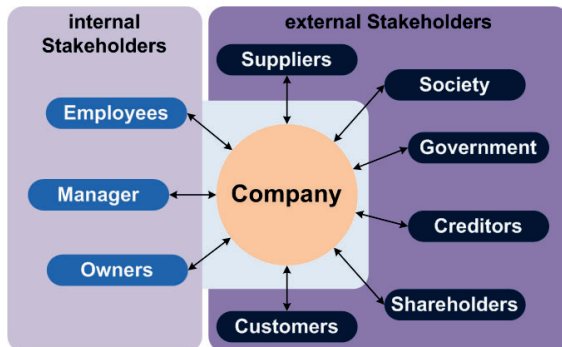 internal
Stakeholders
external Stakeholders
Suppliers
Society
Employees
Government
Manager
Company
Creditors
Owners
Shareholders
Customers